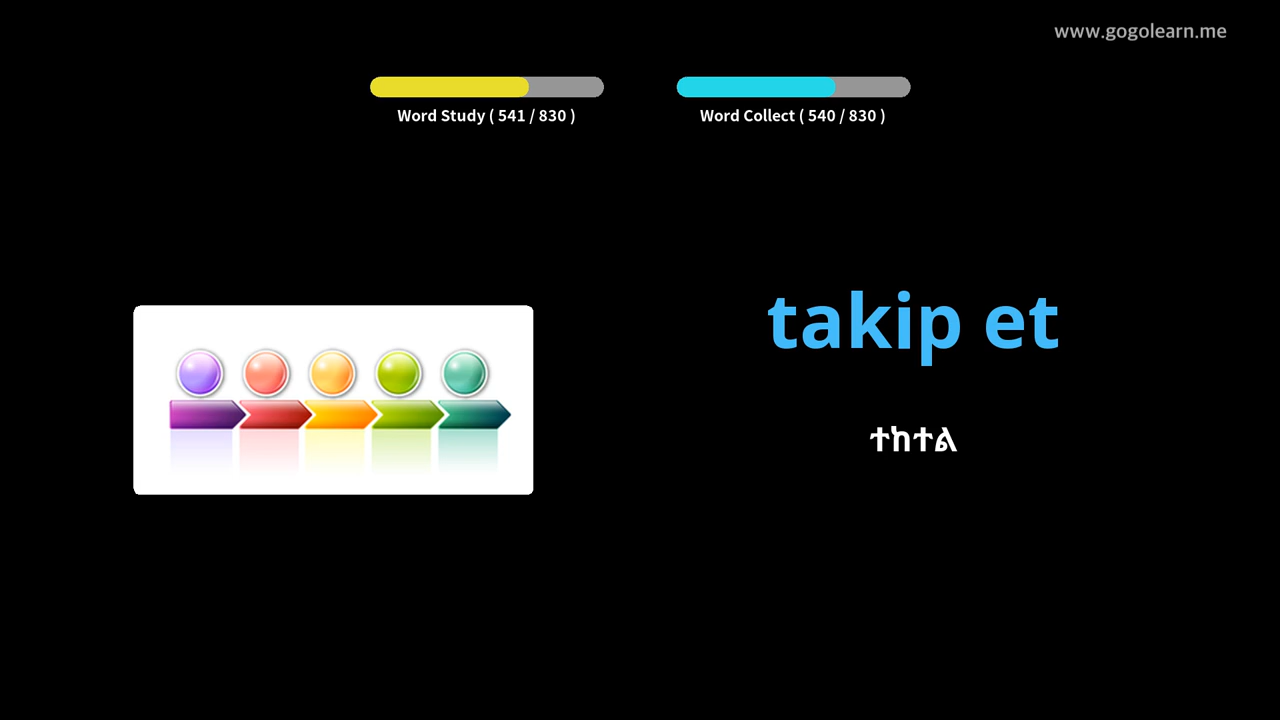 www.gogolearn.me
Word Study ( 541 / 830 )
Word Collect ( 540 / 830 )
takip et
ተከተል